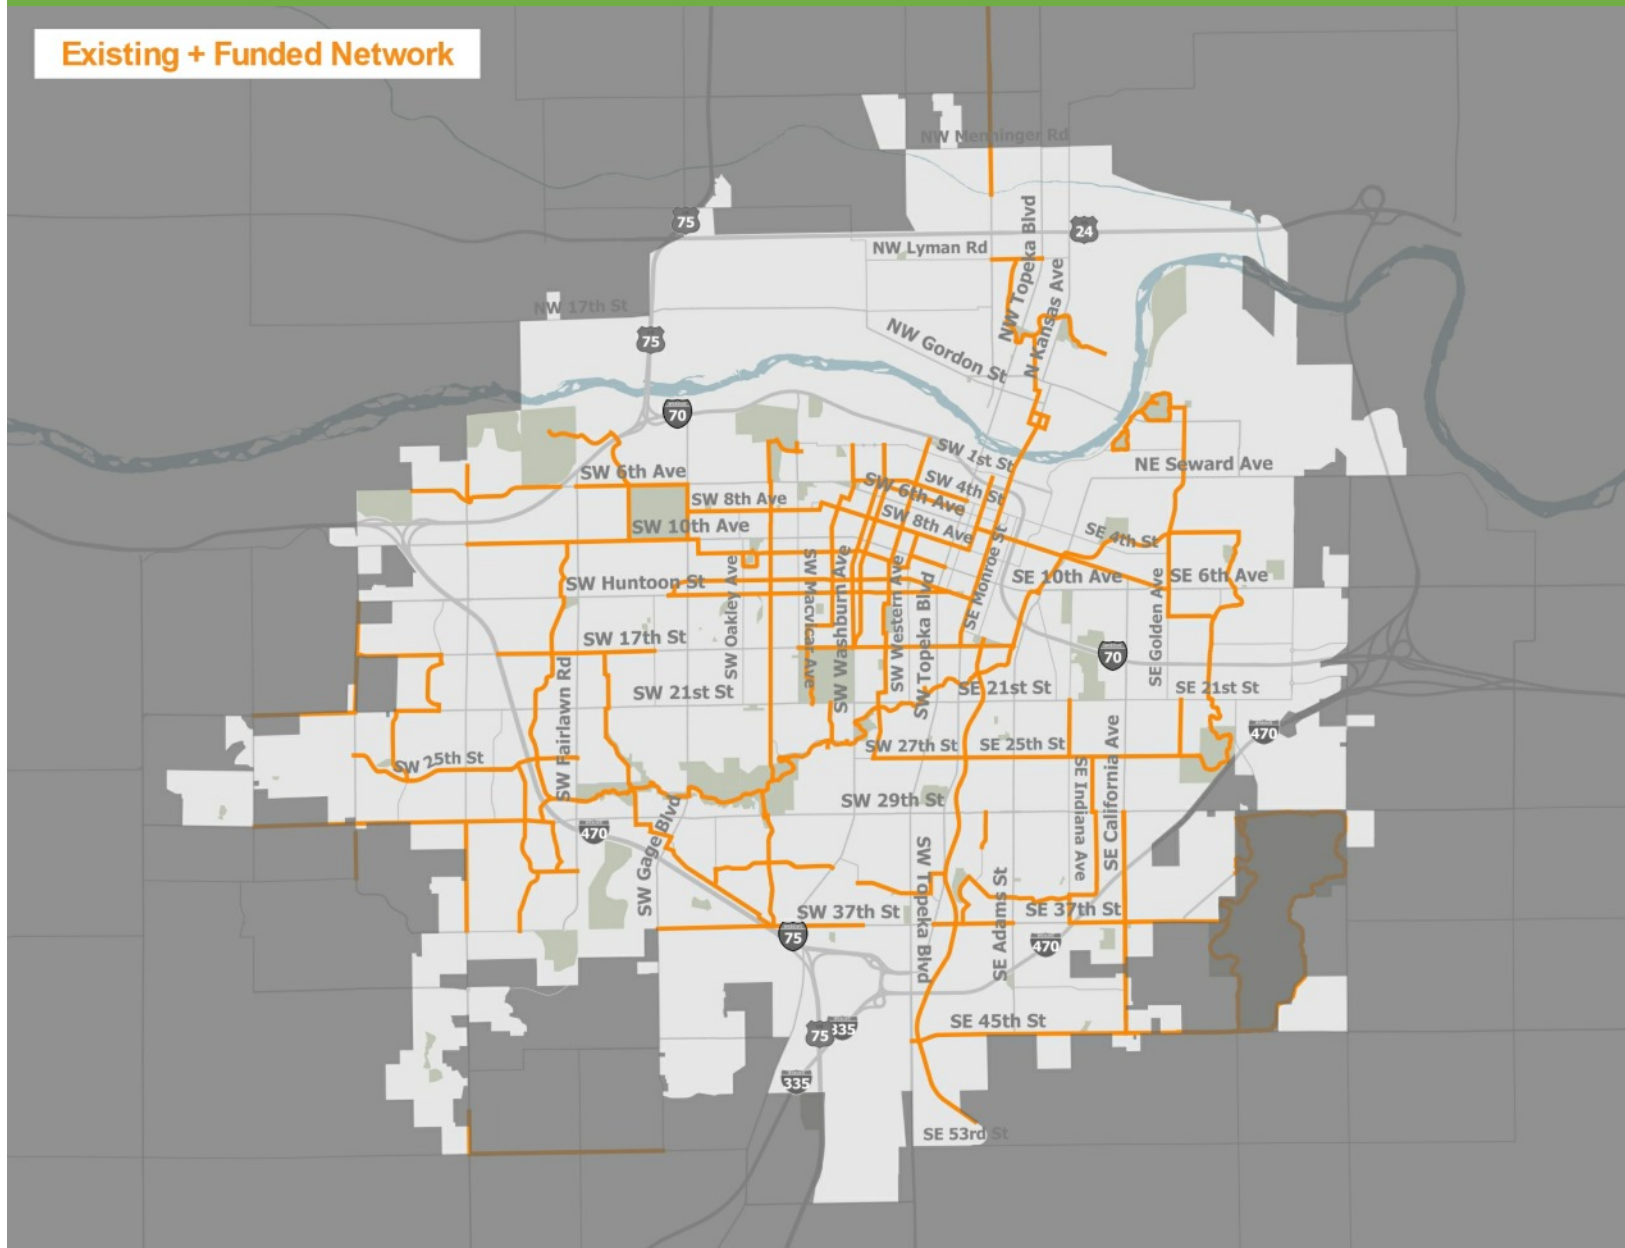 Existing + Funded Network
NW Menninger Rd
75
NW Topeka Blvd
24
NW Lyman Rd
N Kansas Ave
NW 17th St
75
NW Gordon St
70
SW 1st St
SW 6th Ave
NE Seward Ave
SW 4th St
SW 6th Ave
SW 8th Ave
SW 8th Ave
SW 10th Ave
SE 4th St
SW Huntoon St
SW Oakley Ave
SW Macvicar Ave
SW Washburn Ave
SW Western Ave
SW Topeka Blvd
SE Monroe St
SE 10th Ave
SE Golden Ave
SE 6th Ave
SW 17th St
70
SW Fairlawn Rd
SW 21st St
SE 21st St
SE 21st St
470
SW 25th St
SW 27th St
SE 25th St
SE Indiana Ave
SE California Ave
SW 29th St
470
SW Gage Blvd
SW Topeka Blvd
SE Adams St
SW 37th St
SE 37th St
75
470
75
335
SE 45th St
335
SE 53rd St